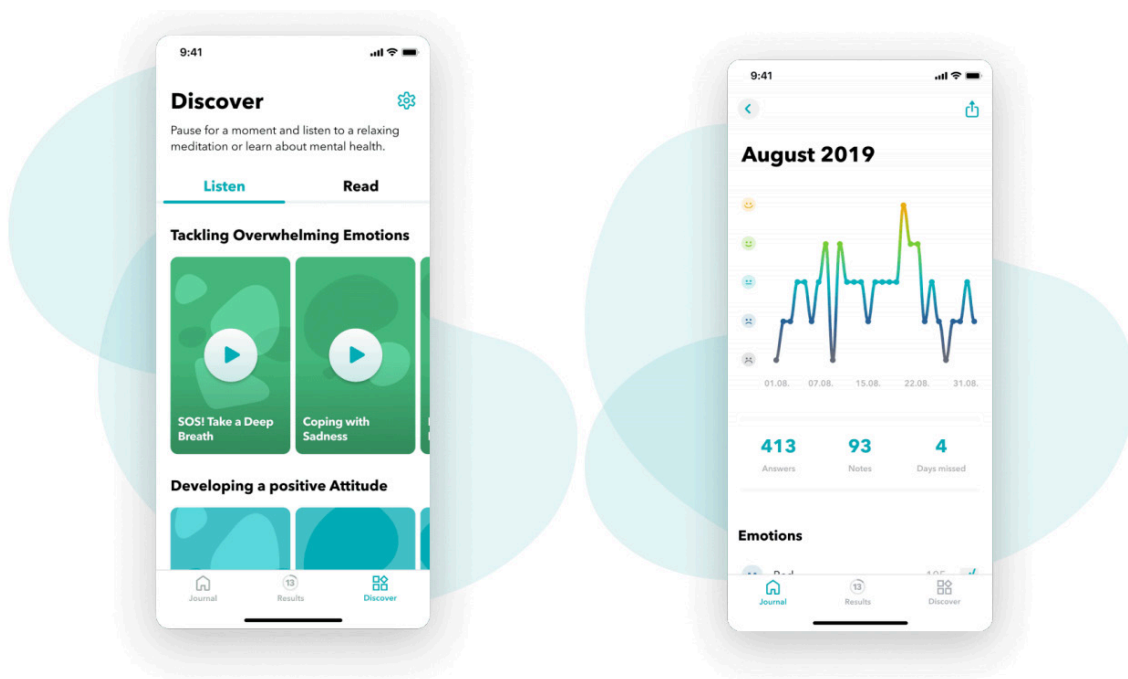 9:41
Discover
Pause for a moment and listen to a relaxing
meditation or learn about mental health.
Listen
Read
Tackling Overwhelming Emotions
SOS! Take a Deep
Breath
Coping with
Sadness
Developing a positive Attitude
Journal
13
Results
Discover
9:41
August 2019
01.08.
07.08.
15.08.
22.08.
31.08.
413
93
4
Answers
Notes
Days missed
Emotions
Journal
13
Results
Discover